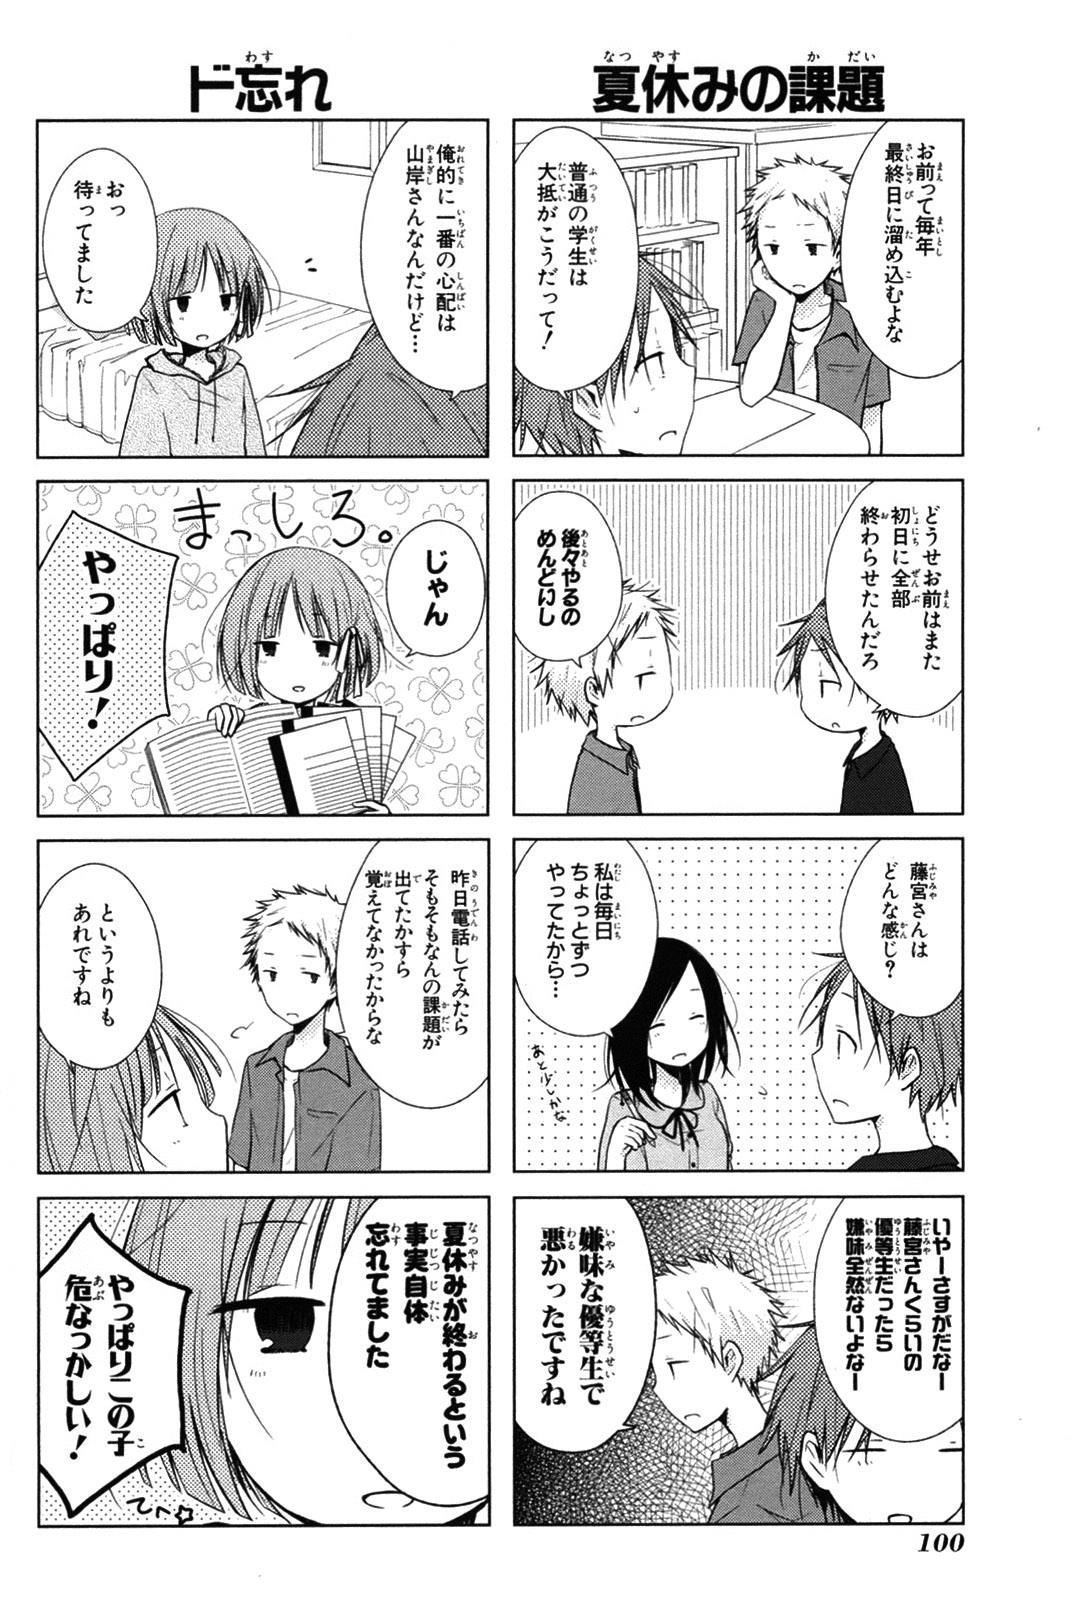 夏休みの課題
お前って毎年
最終日に溜め込むよな
普通の学生は
大抵がこうだって!
どうせお前はまた
初日に全部
終わらせたんだろ
後々やるの
めんどいし
藤宮さんは
どんな感じ?
私は毎日
ちょっとずつ
やってたから…
あと少しかな
いやーさすがだなー
藤宮さんくらいの
優等生だったら
嫌味全然ないよなー
嫌味な優等生で
悪かったですね
ド忘れ
俺的に一番の心配は
山岸さんなんだけど…
おっ
待ってました
じゃん
まっしろ。
やっぱり!
昨日電話してみたら
そもそもなんの課題が
出てたかすら
覚えてなかったからな
というよりも
あれですね
夏休みが終わるという
事実自体
忘れてました
てへ☆
やっぱりこの子
危なっかしい!
100